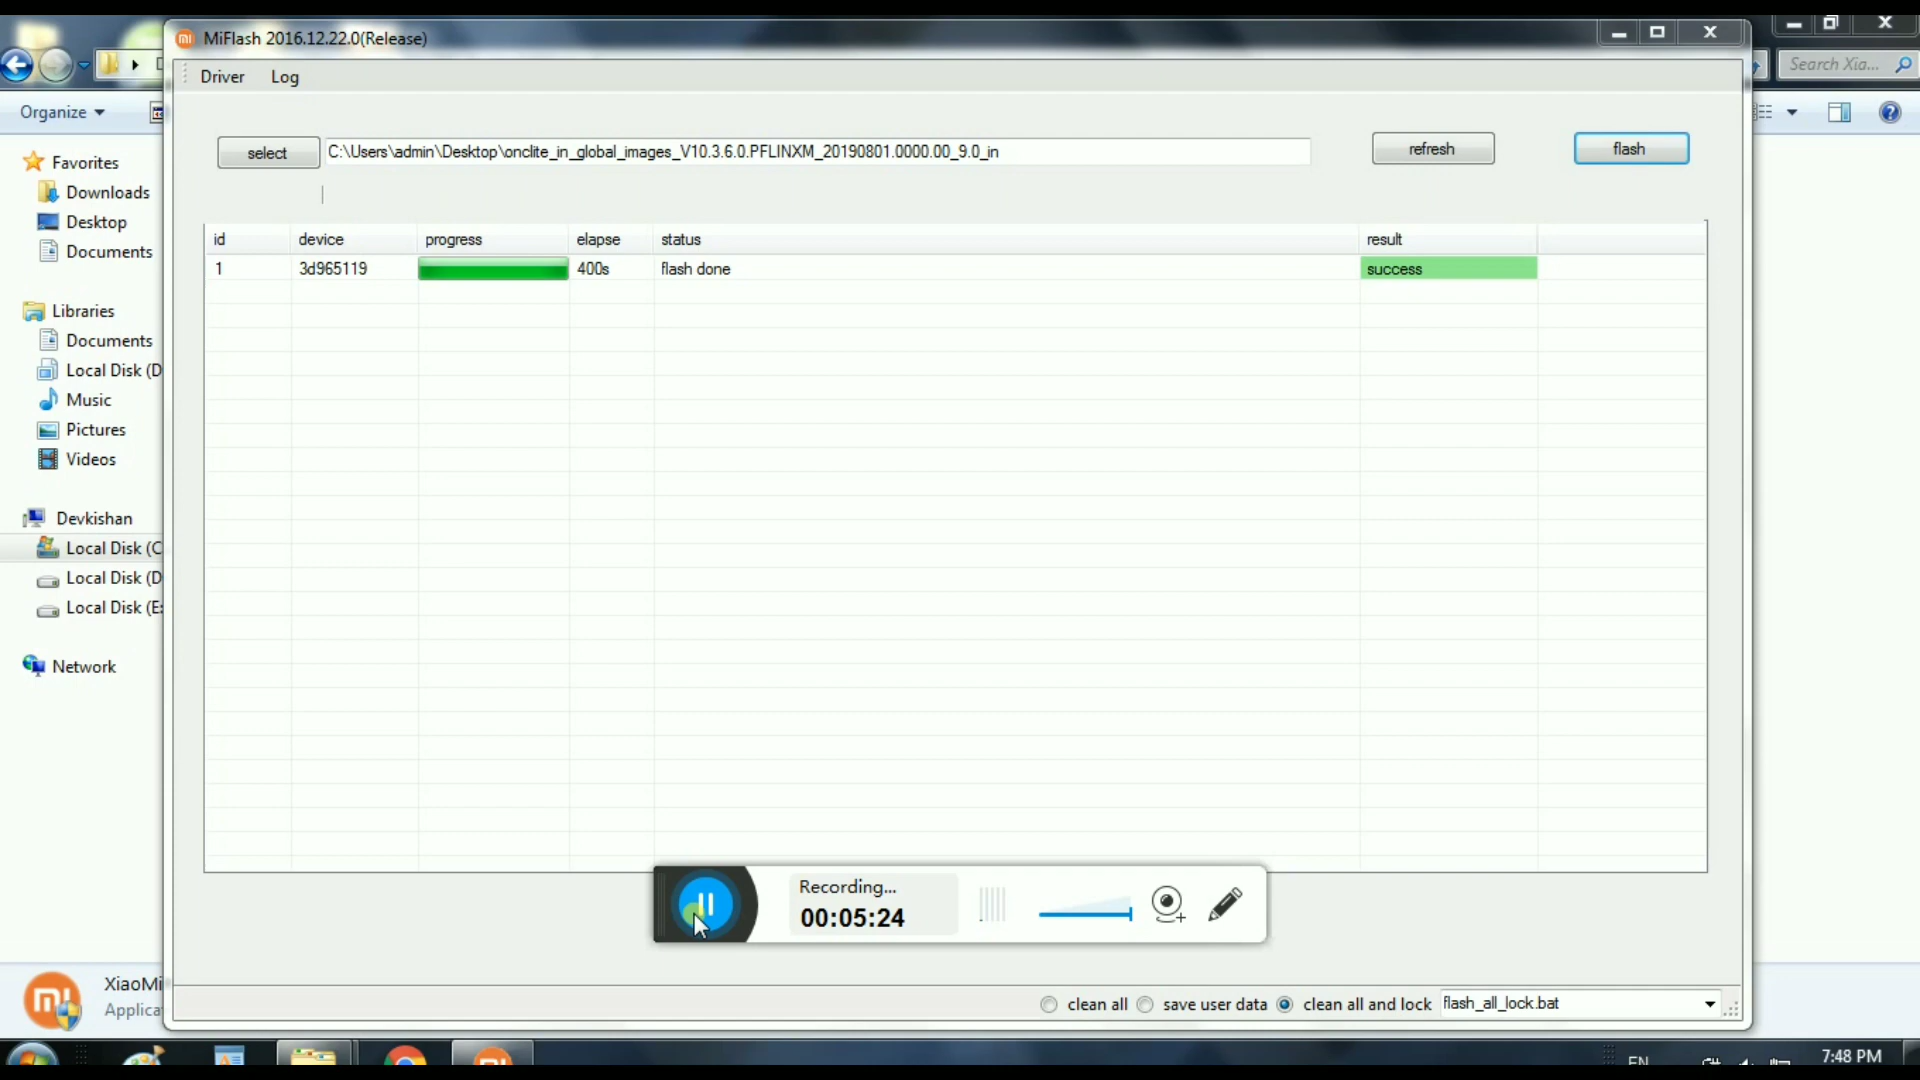 MiFlash 2016.12.22.0(Release)
Driver Log
Search Xia...
Organize
select C:\Users\admin\Desktop\onclite_in_global_images_V10.3.6.0.PFLINXM_20190801.0000.00_9.0_in refresh flash
Favorites
Downloads
Desktop
Documents
Libraries
Documents
Local Disk (D
Music
Pictures
Videos
Devkishan
Local Disk (C
Local Disk (D
Local Disk (E:
Network
id device progress elapse status result
1 3d965119 400s flash done success
Recording...
00:05:24
XiaoMi
Applica
clean all save user data clean all and lock flash_all_lock.bat
EN 7:48 PM